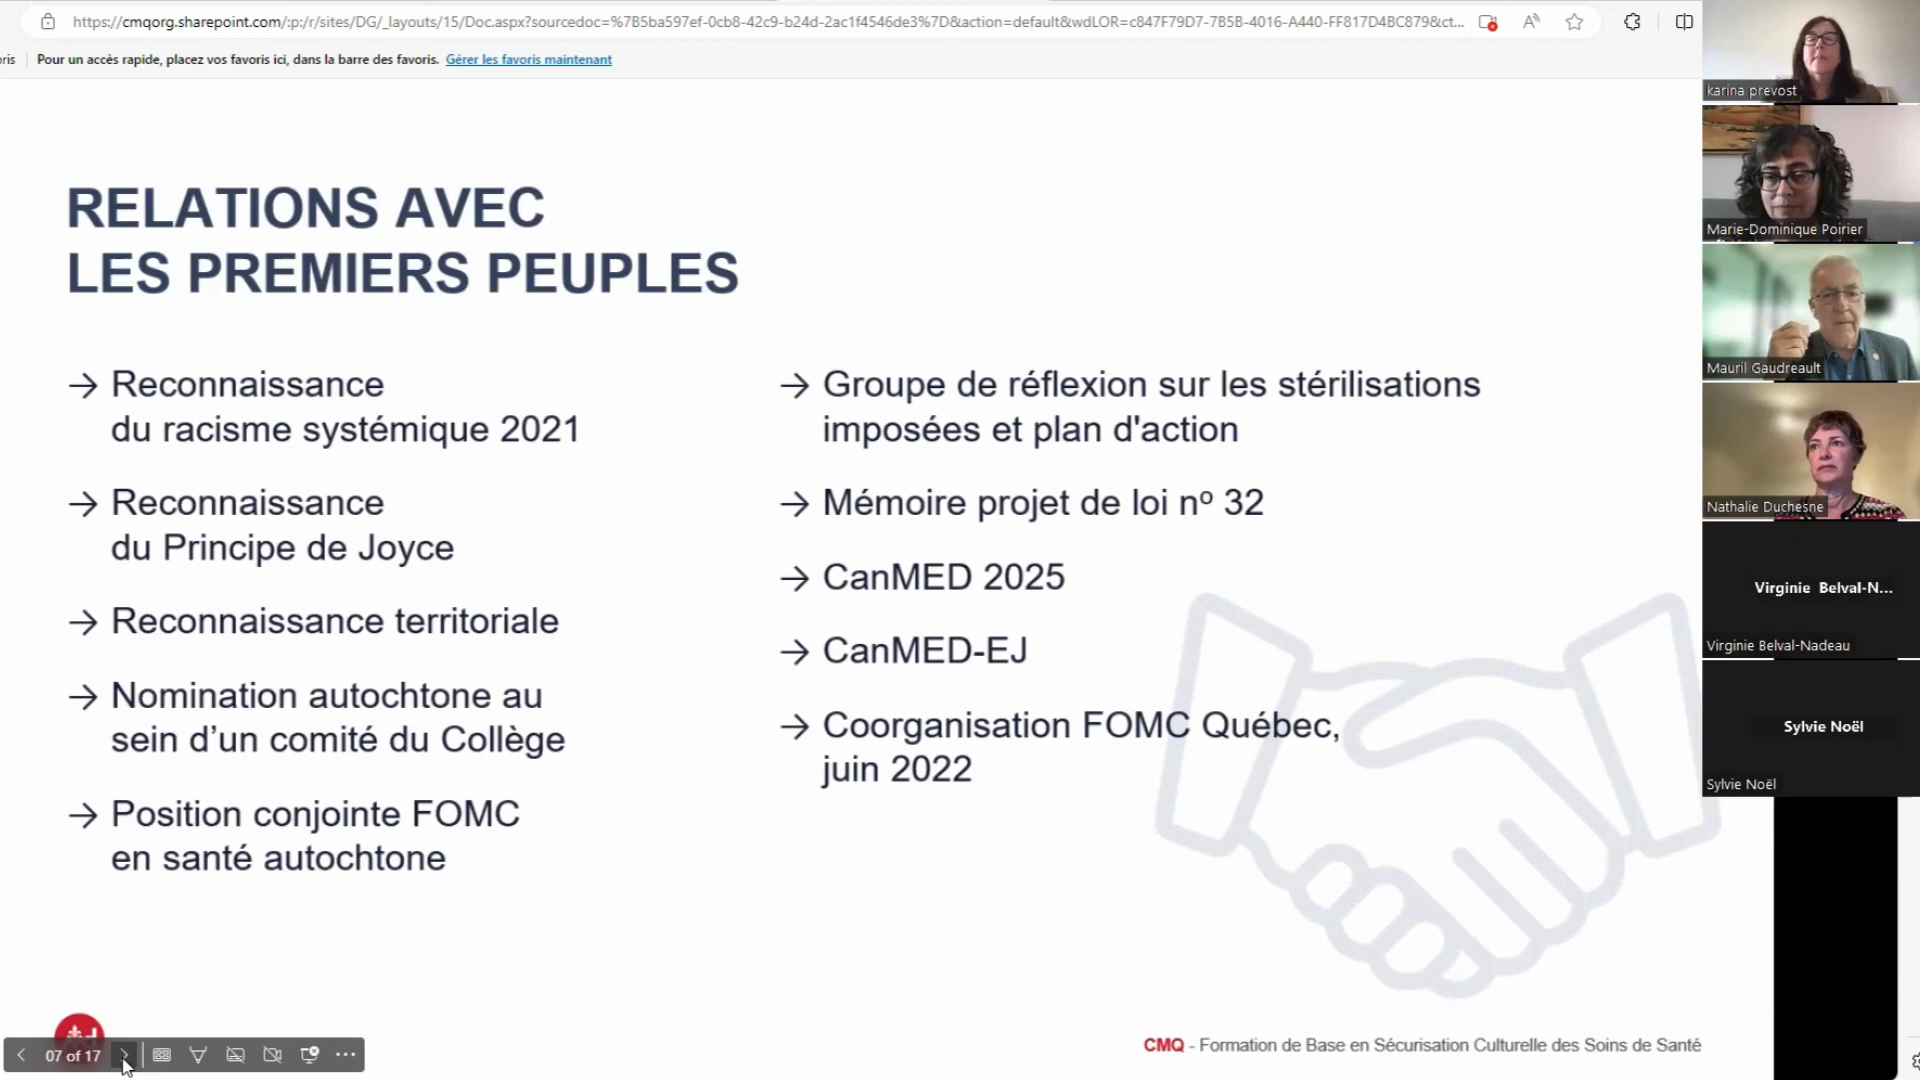 https://cmqorg.sharepoint.com/:p:/r/sites/DG/_layouts/15/Doc.aspx?sourcedoc=%7B5ba597ef-0cb8-42c9-b24d-2ac1f4546de3%7D&action=default&wdLOR=c847F79D7-7B5B-4016-A440-FF817D4BC879&ct...
ris
Pour un accès rapide, placez vos favoris ici, dans la barre des favoris. Gérer les favoris maintenant
RELATIONS AVEC
LES PREMIERS PEUPLES
→ Reconnaissance
du racisme systémique 2021
→ Reconnaissance
du Principe de Joyce
→ Reconnaissance territoriale
→ Nomination autochtone au
sein d’un comité du Collège
→ Position conjointe FOMC
en santé autochtone
→ Groupe de réflexion sur les stérilisations
imposées et plan d'action
→ Mémoire projet de loi nº 32
→ CanMED 2025
→ CanMED-EJ
→ Coorganisation FOMC Québec,
juin 2022
CMQ - Formation de Base en Sécurisation Culturelle des Soins de Santé
07 of 17
karina prevost
Marie-Dominique Poirier
Mauril Gaudreault
Nathalie Duchesne
Virginie Belval-N...
Virginie Belval-Nadeau
Sylvie Noël
Sylvie Noël